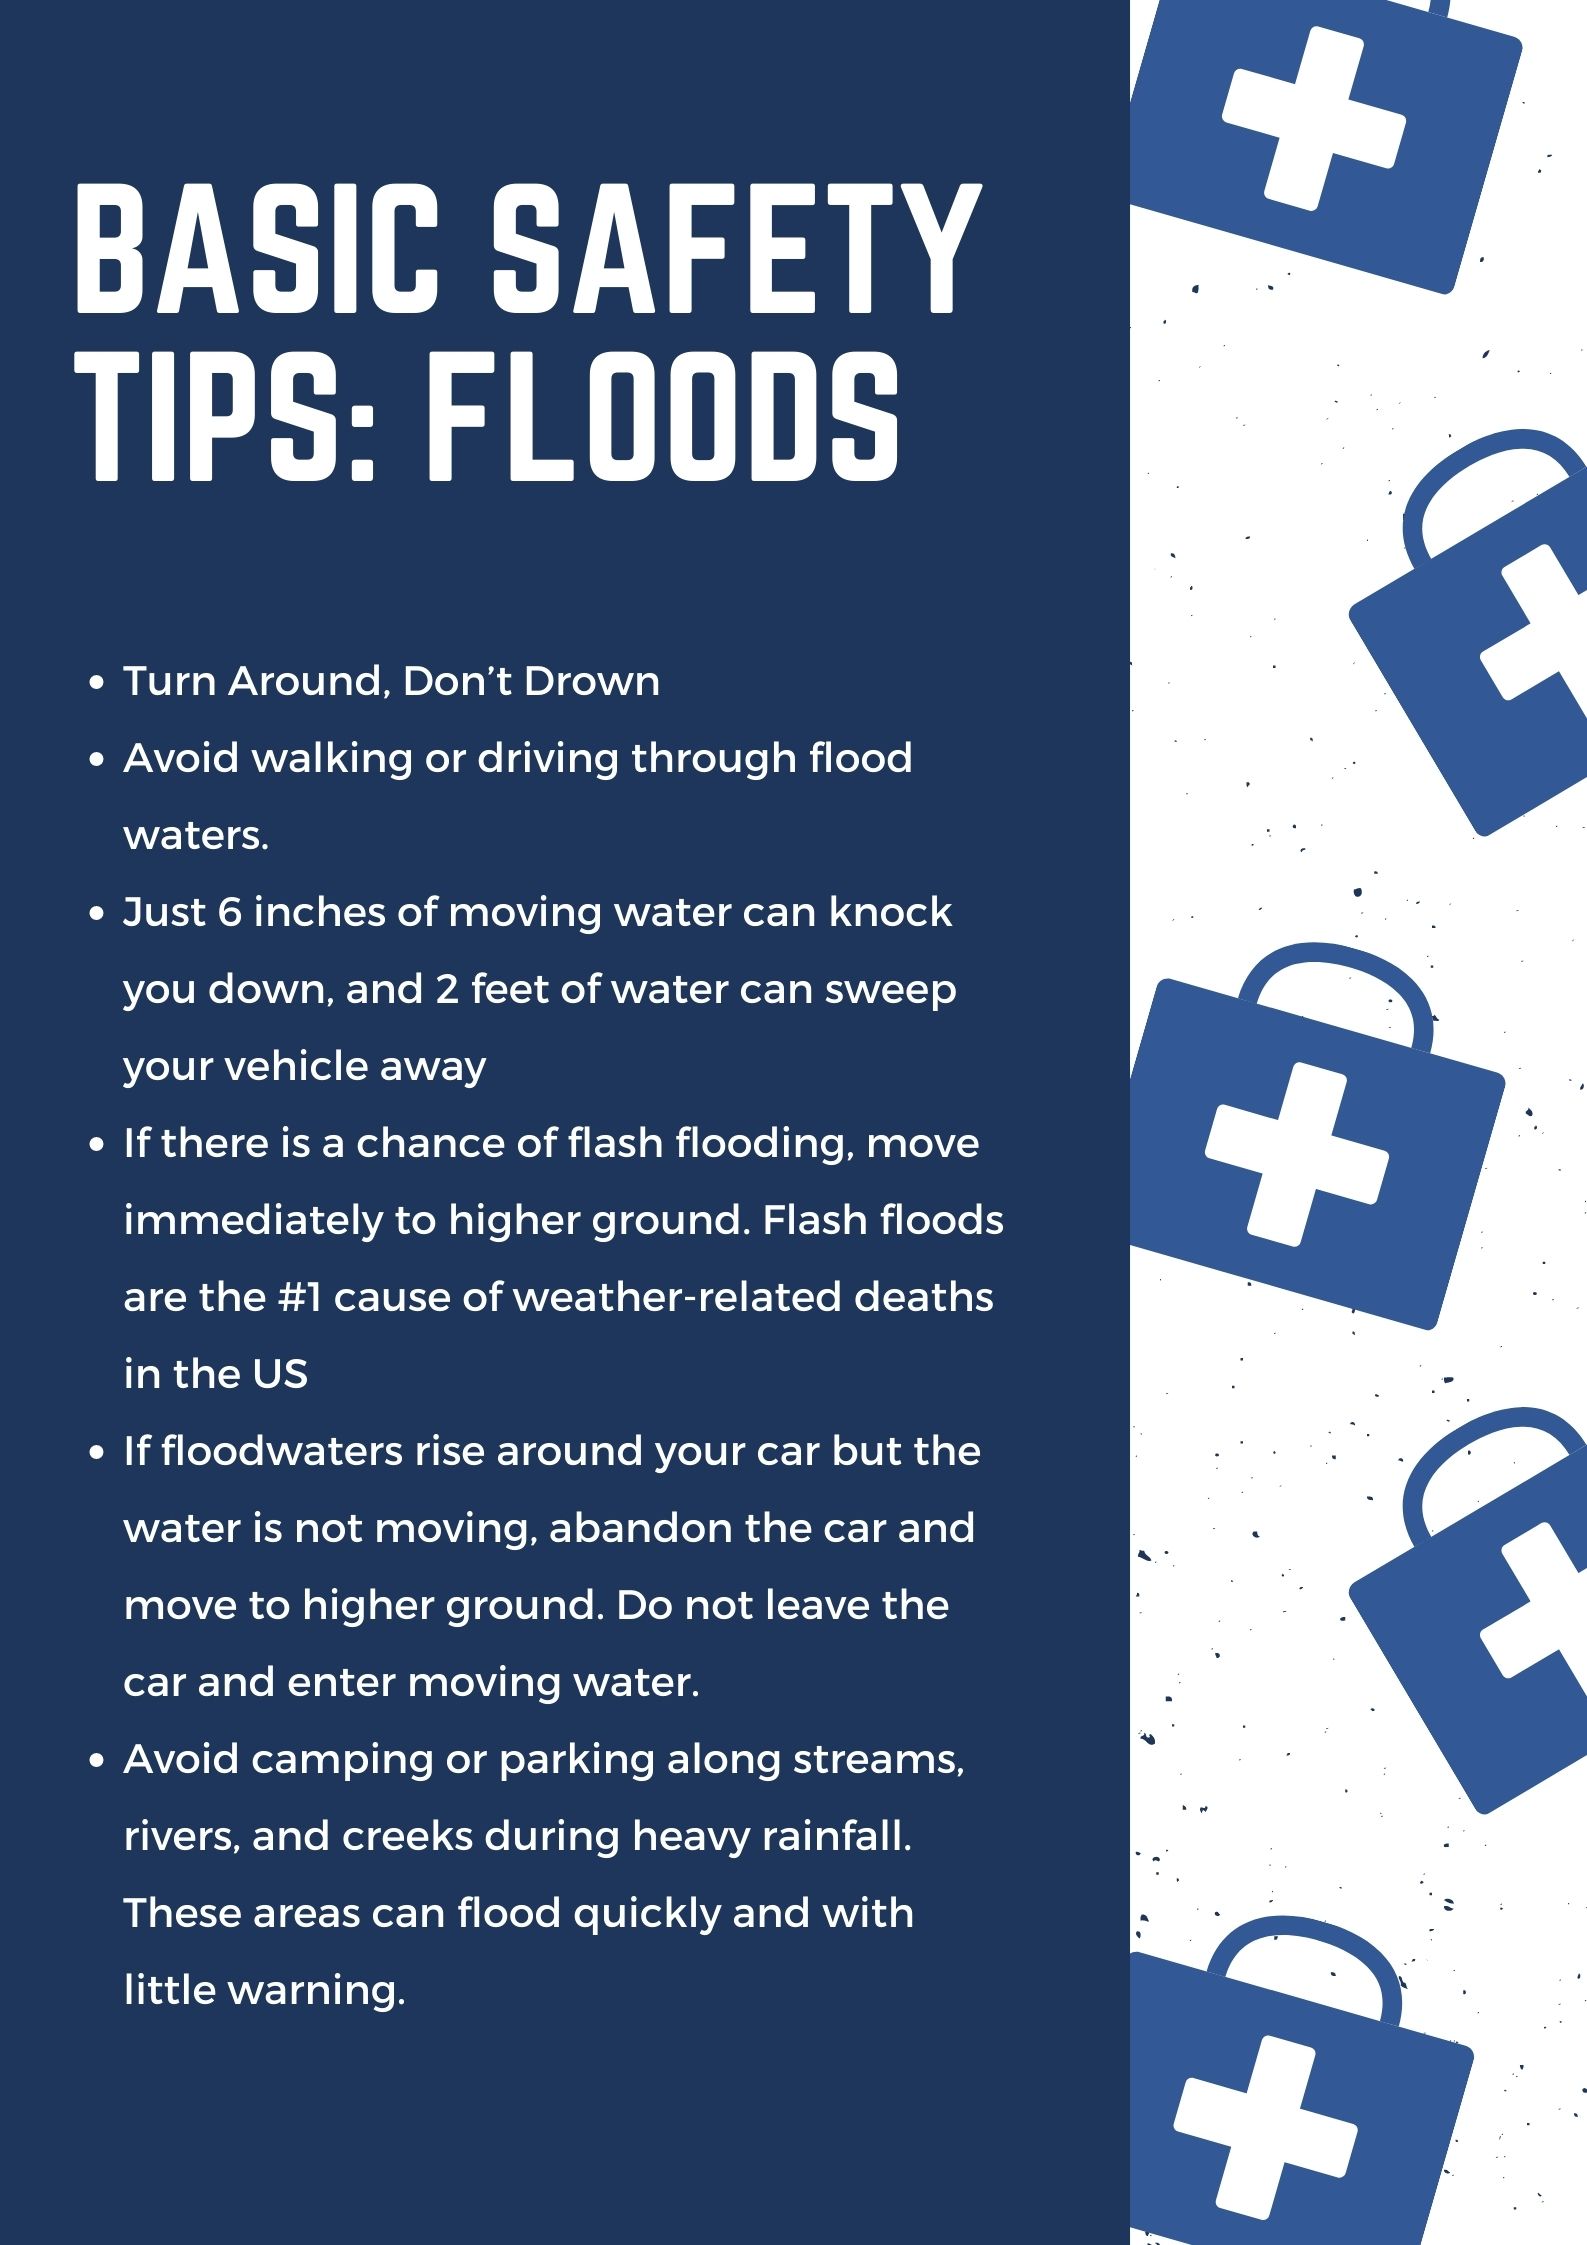 BASIC SAFETY
TIPS: FLOODS
• Turn Around, Don’t Drown
• Avoid walking or driving through flood
waters.
• Just 6 inches of moving water can knock
you down, and 2 feet of water can sweep
your vehicle away
• If there is a chance of flash flooding, move
immediately to higher ground. Flash floods
are the #1 cause of weather-related deaths
in the US
• If floodwaters rise around your car but the
water is not moving, abandon the car and
move to higher ground. Do not leave the
car and enter moving water.
• Avoid camping or parking along streams,
rivers, and creeks during heavy rainfall.
These areas can flood quickly and with
little warning.